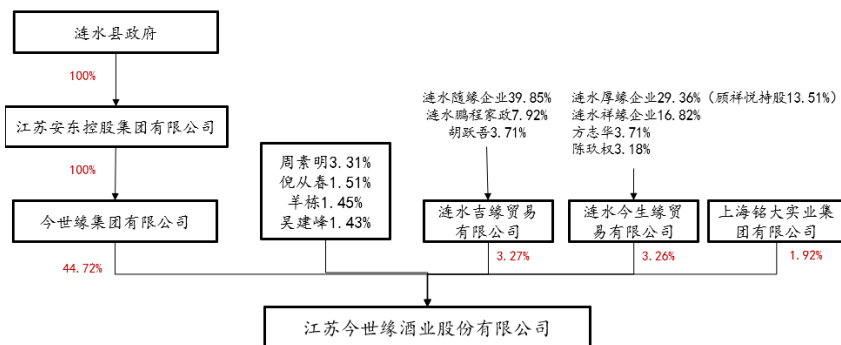 涟水县政府
100%
江苏安东控股集团有限公司
100%
今世缘集团有限公司
44.72%
周素明3.31%
倪从春1.51%
羊栋1.45%
吴建峰1.43%
涟水随缘企业39.85%
涟水鹏程家政7.92%
胡跃吾3.71%
涟水吉缘贸易
有限公司
3.27%
涟水厚缘企业29.36%（顾祥悦持股13.51%）
涟水祥缘企业16.82%
方志华3.71%
陈玖权3.18%
涟水今生缘贸
易有限公司
3.26%
上海铭大实业集
团有限公司
1.92%
江苏今世缘酒业股份有限公司